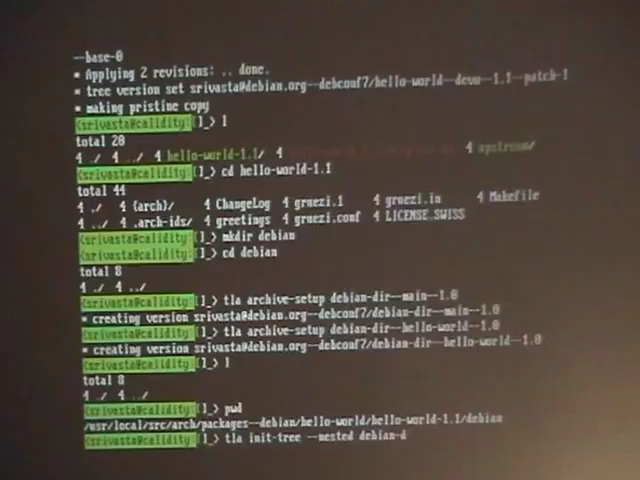 --base-0
* Applying 2 revisions: .. done.
* tree version set srivasta@debian.org--debconf7/hello-world--devo--1.1--patch-1
* making pristine copy
<srivasta@calidity:[]_> l
total 20
4 ./ 4 ../ 4 hello-world-1.1/ 4 4 upstream/
<srivasta@calidity:[]_> cd hello-world-1.1
total 44
4 ./ 4 {arch}/ 4 ChangeLog 4 gruezi.1 4 gruezi.in 4 Makefile
4 ../ 4 .arch-ids/ 4 greetings 4 gruezi.conf 4 LICENSE.SWISS
<srivasta@calidity:[]_> mkdir debian
<srivasta@calidity:[]_> cd debian
total 8
4 ./ 4 ../
<srivasta@calidity:[]_> tla archive-setup debian-dir--main--1.0
* creating version srivasta@debian.org--debconf7/debian-dir--main--1.0
<srivasta@calidity:[]_> tla archive-setup debian-dir--hello-world--1.0
* creating version srivasta@debian.org--debconf7/debian-dir--hello-world--1.0
<srivasta@calidity:[]_> l
total 8
4 ./ 4 ../
<srivasta@calidity:[]_> pwd
/usr/local/src/arch/packages--debian/hello-world/hello-world-1.1/debian
<srivasta@calidity:[]_> tla init-tree --nested debian-d